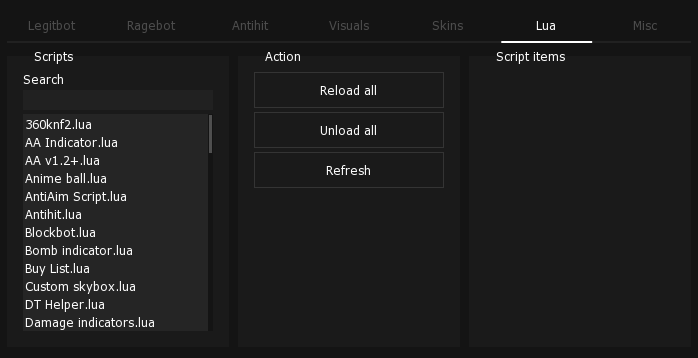 Legitbot Ragebot Antihit Visuals Skins Lua Misc
Scripts
Search
360knf2.lua
AA Indicator.lua
AA v1.2+.lua
Anime ball.lua
AntiAim Script.lua
Antihit.lua
Blockbot.lua
Bomb indicator.lua
Buy List.lua
Custom skybox.lua
DT Helper.lua
Damage indicators.lua
Action
Reload all
Unload all
Refresh
Script items